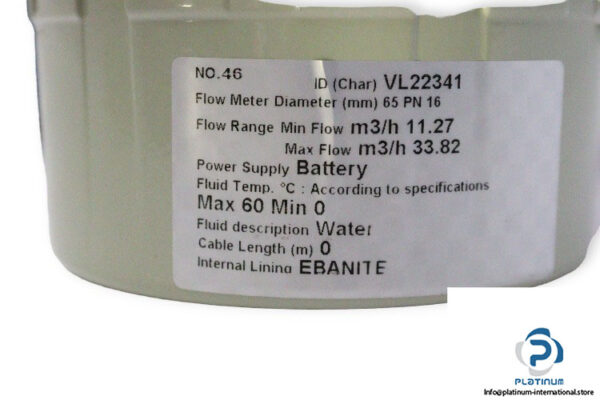 NO.46 ID (Char) VL22341
Flow Meter Diameter (mm) 65 PN 16
Flow Range Min Flow m3/h 11.27
Max Flow m3/h 33.82
Power Supply Battery
Fluid Temp. °C : According to specifications
Max 60 Min 0
Fluid description Water
Cable Length (m) 0
Internal Lining EBANITE
PLATINUM
Info@platinum-international.store